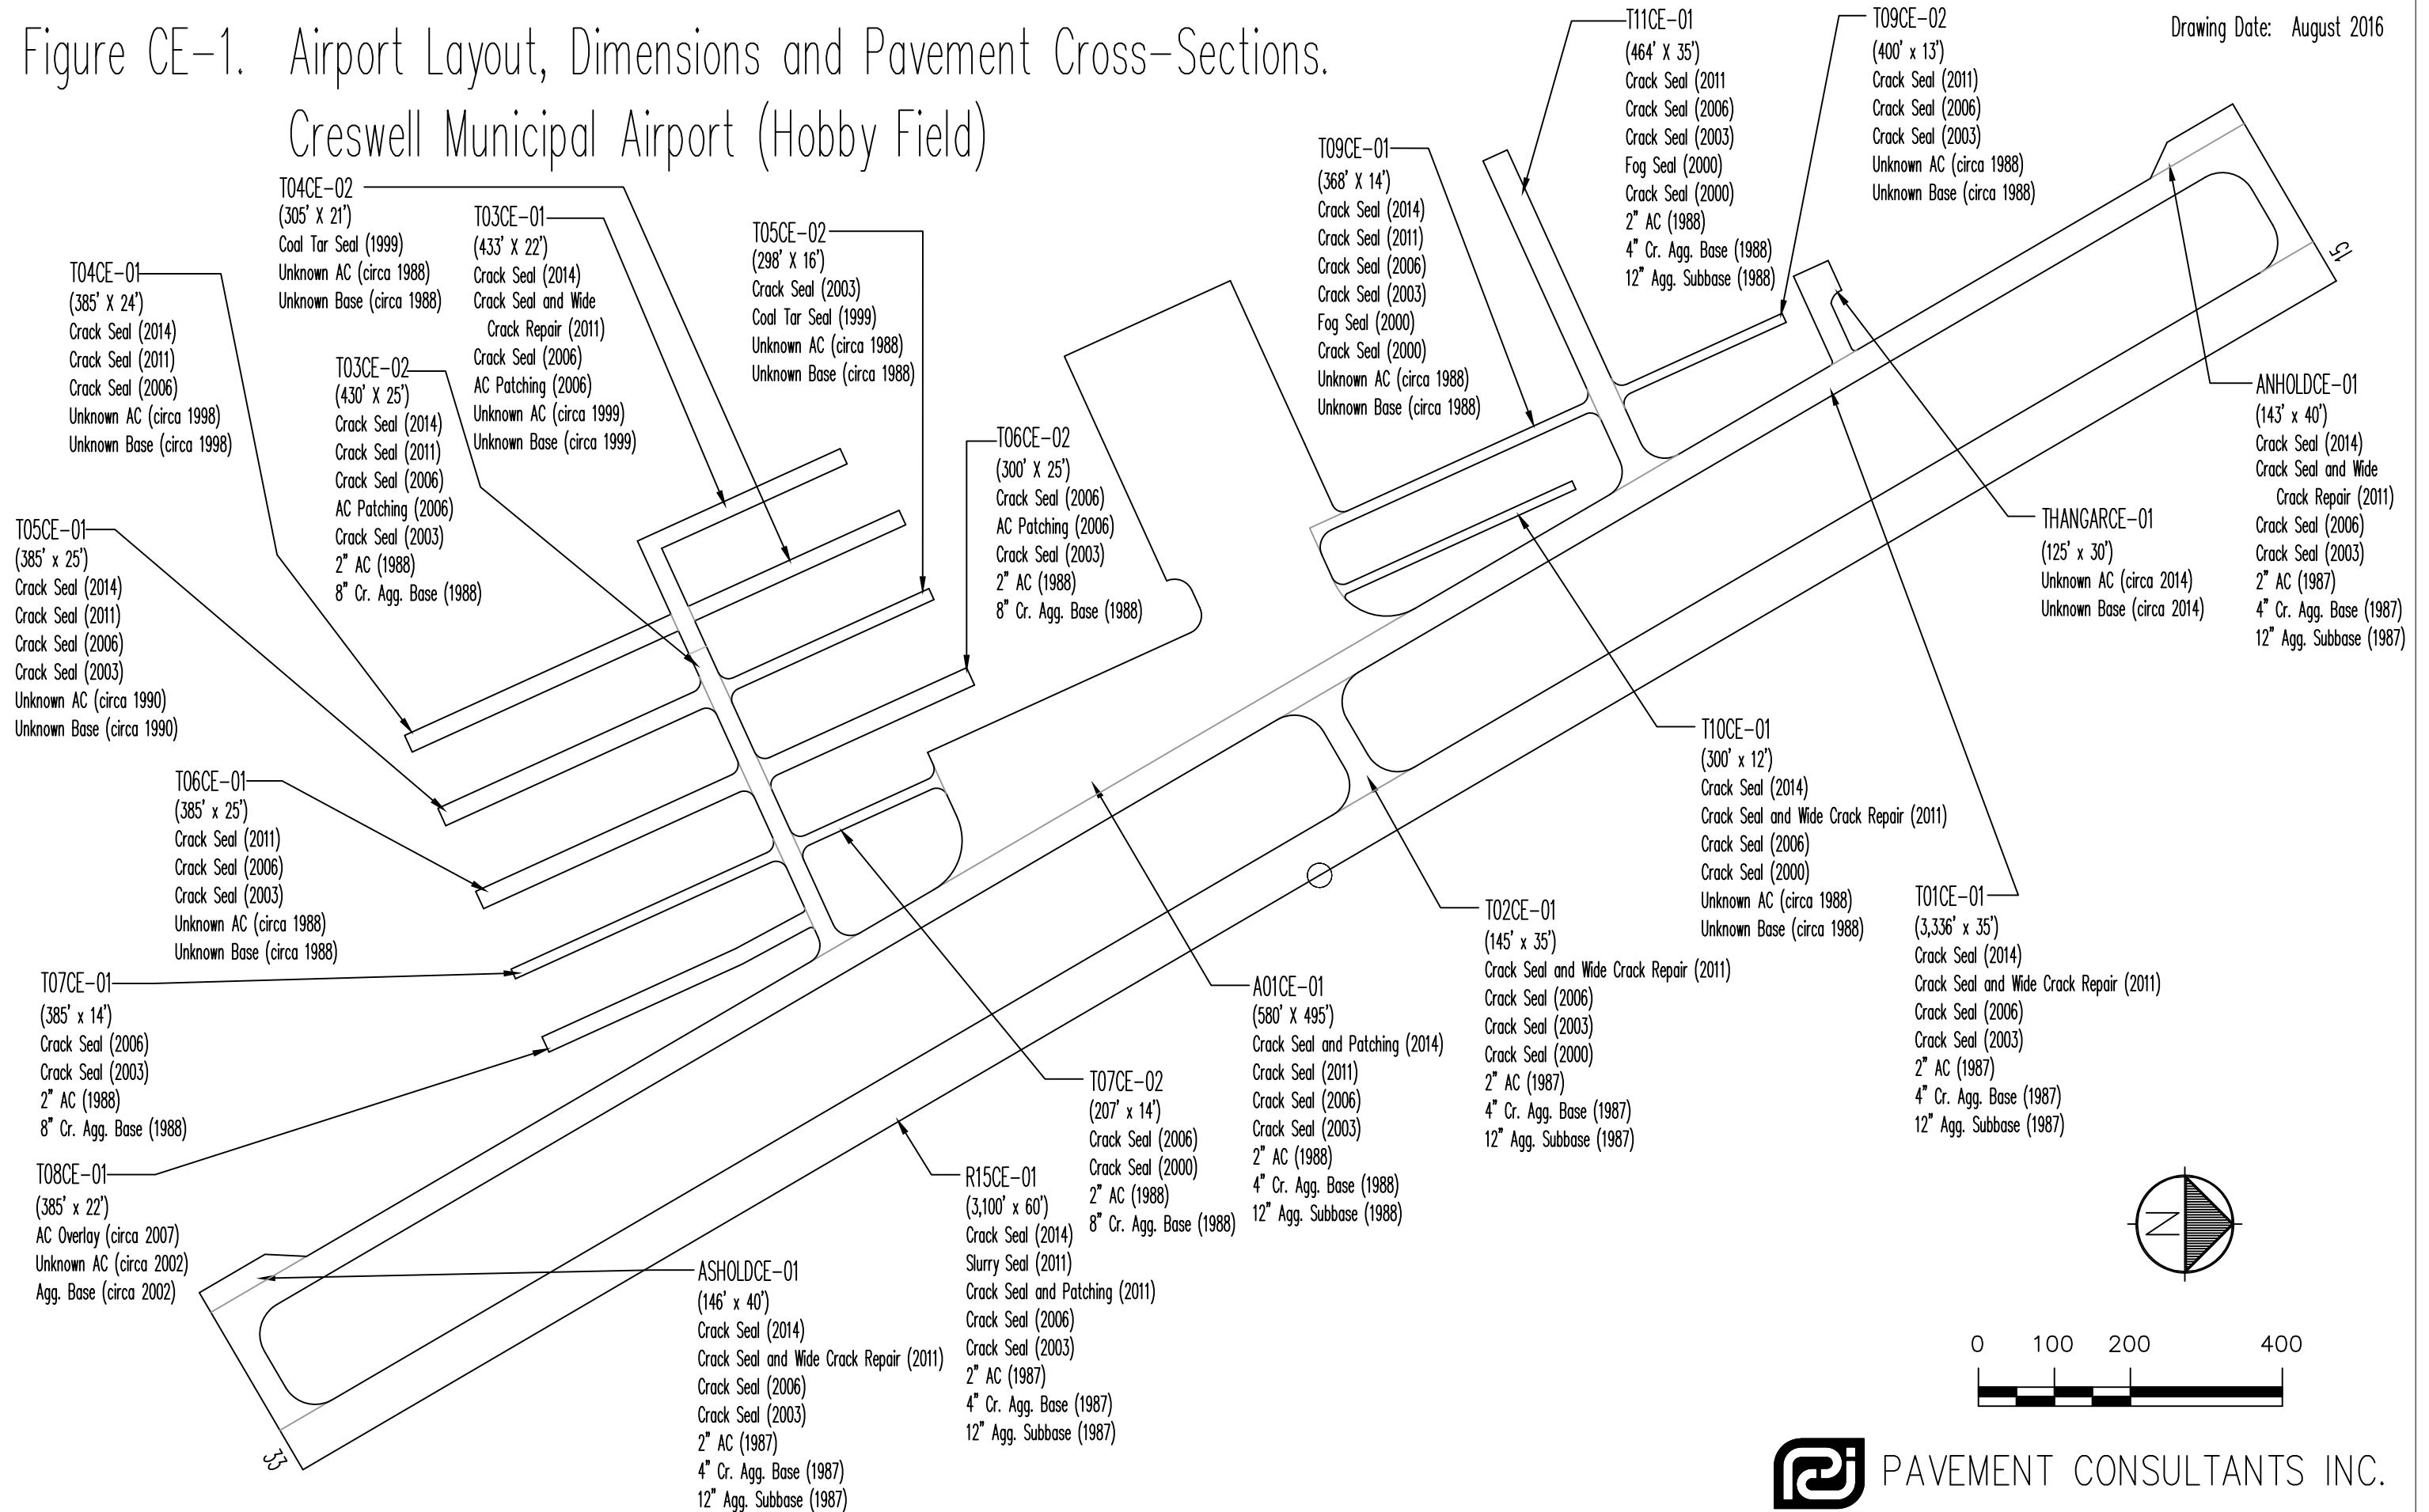 Figure CE-1. Airport Layout, Dimensions and Pavement Cross-Sections.
Creswell Municipal Airport (Hobby Field)
Drawing Date: August 2016
T04CE-02
(305' X 21')
Coal Tar Seal (1999)
Unknown AC (circa 1988)
Unknown Base (circa 1988)
T03CE-01
(433' X 22')
Crack Seal (2014)
Crack Seal and Wide
Crack Repair (2011)
Crack Seal (2006)
AC Patching (2006)
Unknown AC (circa 1999)
Unknown Base (circa 1999)
T05CE-02
(298' X 16')
Crack Seal (2003)
Coal Tar Seal (1999)
Unknown AC (circa 1988)
Unknown Base (circa 1988)
T04CE-01
(385' X 24')
Crack Seal (2014)
Crack Seal (2011)
Crack Seal (2006)
Unknown AC (circa 1998)
Unknown Base (circa 1998)
T03CE-02
(430' X 25')
Crack Seal (2014)
Crack Seal (2011)
Crack Seal (2006)
AC Patching (2006)
Crack Seal (2003)
2" AC (1988)
8" Cr. Agg. Base (1988)
T06CE-02
(300' X 25')
Crack Seal (2006)
AC Patching (2006)
Crack Seal (2003)
2" AC (1988)
8" Cr. Agg. Base (1988)
T05CE-01
(385' x 25')
Crack Seal (2014)
Crack Seal (2011)
Crack Seal (2006)
Crack Seal (2003)
Unknown AC (circa 1990)
Unknown Base (circa 1990)
T06CE-01
(385' x 25')
Crack Seal (2011)
Crack Seal (2006)
Crack Seal (2003)
Unknown AC (circa 1988)
Unknown Base (circa 1988)
T07CE-01
(385' x 14')
Crack Seal (2006)
Crack Seal (2003)
2" AC (1988)
8" Cr. Agg. Base (1988)
T08CE-01
(385' x 22')
AC Overlay (circa 2007)
Unknown AC (circa 2002)
Agg. Base (circa 2002)
T11CE-01
(464' X 35')
Crack Seal (2011
Crack Seal (2006)
Crack Seal (2003)
Fog Seal (2000)
Crack Seal (2000)
2" AC (1988)
4" Cr. Agg. Base (1988)
12" Agg. Subbase (1988)
T09CE-02
(400' x 13')
Crack Seal (2011)
Crack Seal (2006)
Crack Seal (2003)
Unknown AC (circa 1988)
Unknown Base (circa 1988)
T09CE-01
(368' X 14')
Crack Seal (2014)
Crack Seal (2011)
Crack Seal (2006)
Crack Seal (2003)
Fog Seal (2000)
Crack Seal (2000)
Unknown AC (circa 1988)
Unknown Base (circa 1988)
15
ANHOLDCE-01
(143' x 40')
Crack Seal (2014)
Crack Seal and Wide
Crack Repair (2011)
Crack Seal (2006)
Crack Seal (2003)
2" AC (1987)
4" Cr. Agg. Base (1987)
12" Agg. Subbase (1987)
THANGARCE-01
(125' x 30')
Unknown AC (circa 2014)
Unknown Base (circa 2014)
T10CE-01
(300' x 12')
Crack Seal (2014)
Crack Seal and Wide Crack Repair (2011)
Crack Seal (2006)
Crack Seal (2000)
Unknown AC (circa 1988)
Unknown Base (circa 1988)
T01CE-01
(3,336' x 35')
Crack Seal (2014)
Crack Seal and Wide Crack Repair (2011)
Crack Seal (2006)
Crack Seal (2003)
2" AC (1987)
4" Cr. Agg. Base (1987)
12" Agg. Subbase (1987)
T02CE-01
(145' x 35')
Crack Seal and Wide Crack Repair (2011)
Crack Seal (2006)
Crack Seal (2003)
Crack Seal (2000)
2" AC (1987)
4" Cr. Agg. Base (1987)
12" Agg. Subbase (1987)
A01CE-01
(580' X 495')
Crack Seal and Patching (2014)
Crack Seal (2011)
Crack Seal (2006)
Crack Seal (2003)
2" AC (1988)
4" Cr. Agg. Base (1988)
12" Agg. Subbase (1988)
T07CE-02
(207' x 14')
Crack Seal (2006)
Crack Seal (2000)
2" AC (1988)
8" Cr. Agg. Base (1988)
R15CE-01
(3,100' x 60')
Crack Seal (2014)
Slurry Seal (2011)
Crack Seal and Patching (2011)
Crack Seal (2006)
Crack Seal (2003)
2" AC (1987)
4" Cr. Agg. Base (1987)
12" Agg. Subbase (1987)
ASHOLDCE-01
(146' x 40')
Crack Seal (2014)
Crack Seal and Wide Crack Repair (2011)
Crack Seal (2006)
Crack Seal (2003)
2" AC (1987)
4" Cr. Agg. Base (1987)
12" Agg. Subbase (1987)
33
N
0 100 200 400
pci PAVEMENT CONSULTANTS INC.